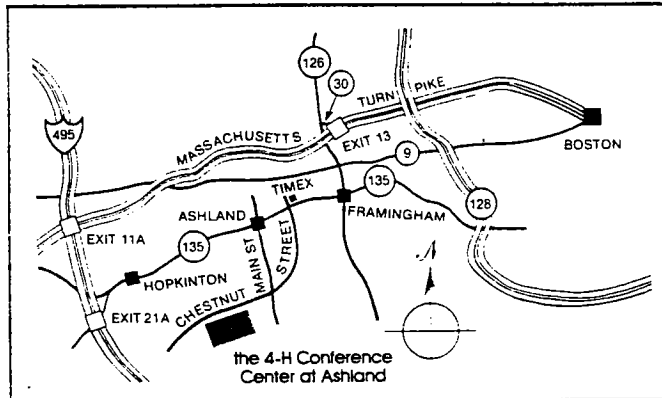 126
30
TURN PIKE
495
MASSACHUSETTS
EXIT 13
9
BOSTON
TIMEX
135
128
ASHLAND
FRAMINGHAM
EXIT 11A
135
MAIN ST
STREET
N
HOPKINTON
CHESTNUT
EXIT 21A
the 4-H Conference
Center at Ashland